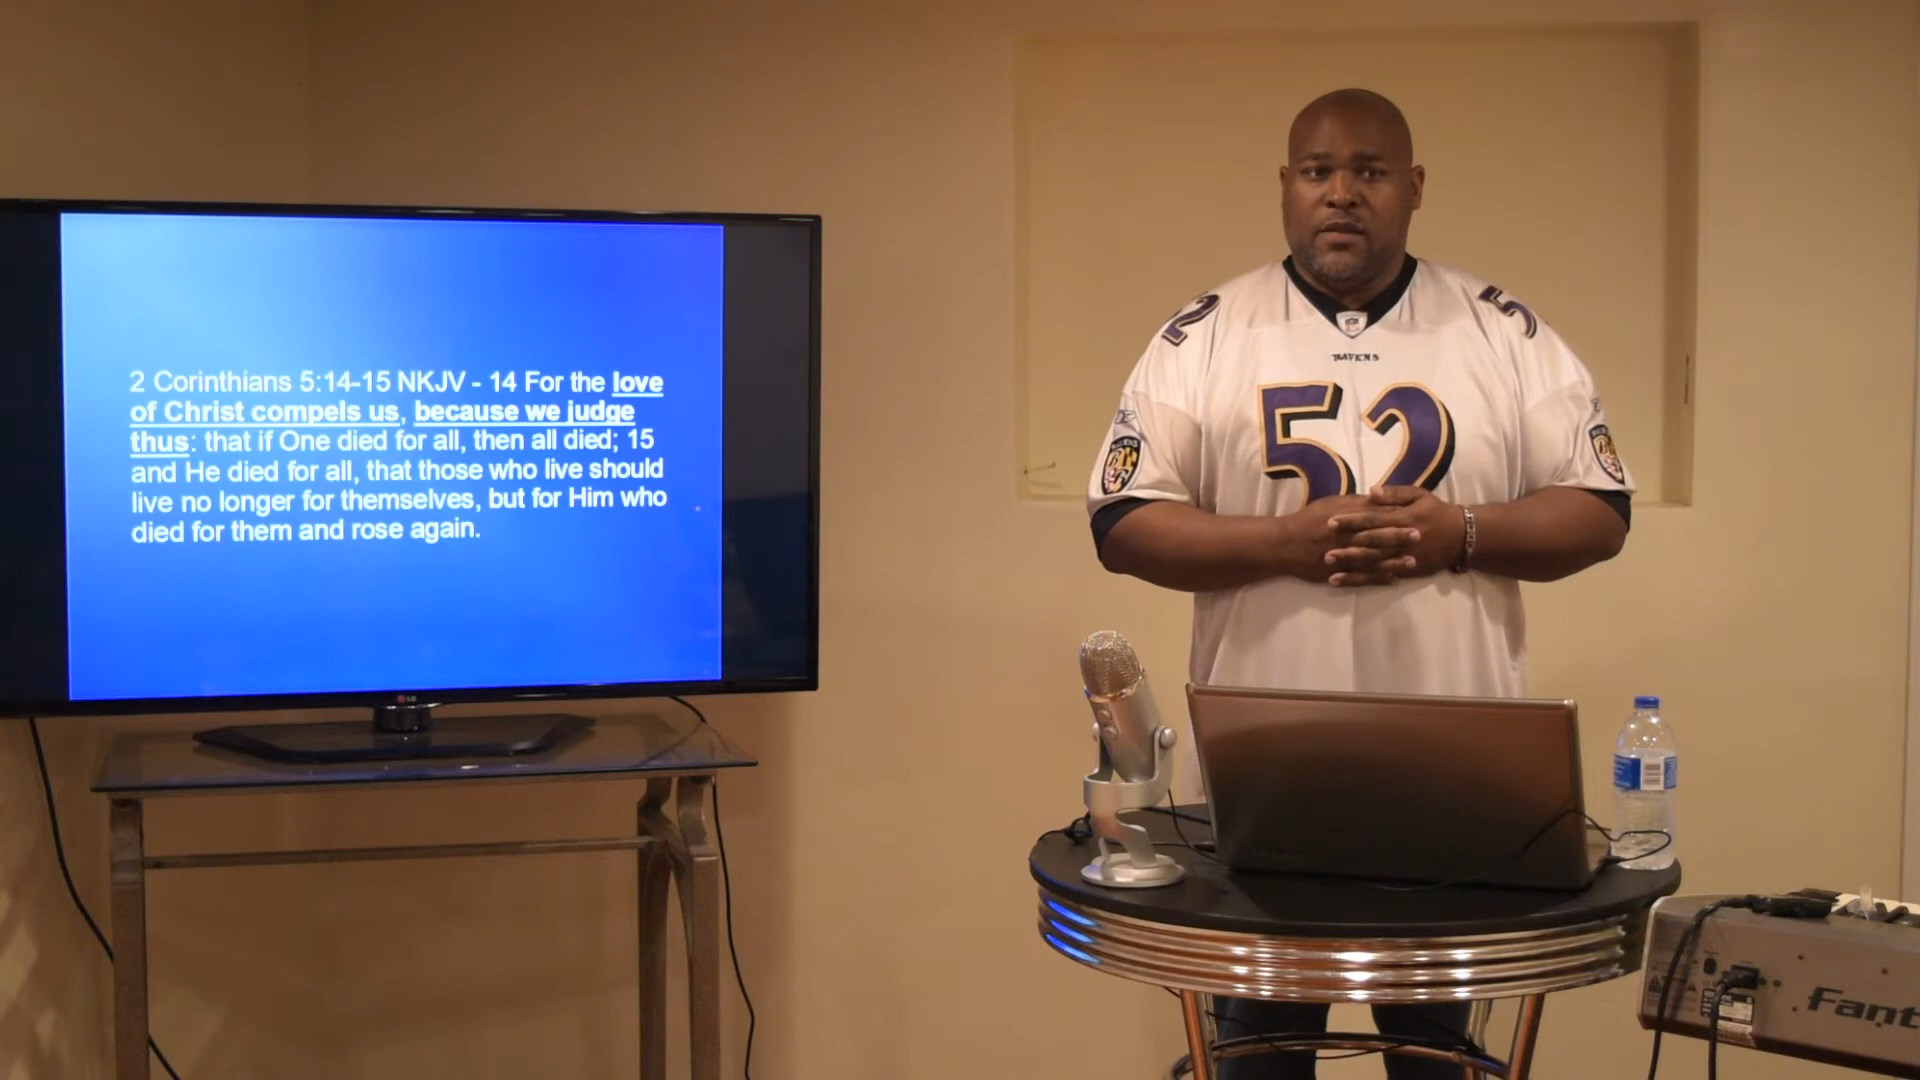 2 Corinthians 5:14-15 NKJV - 14 For the love
of Christ compels us, because we judge
thus: that if One died for all, then all died; 15
and He died for all, that those who live should
live no longer for themselves, but for Him who
died for them and rose again.
LG
2
5
RAVENS
52
Fant